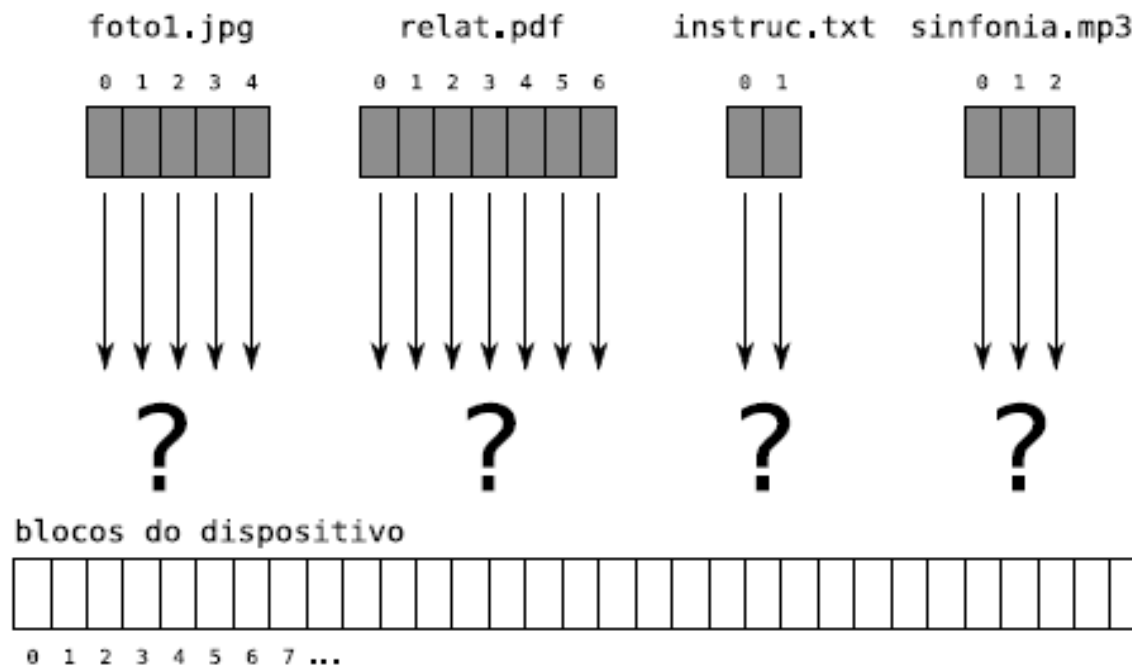 foto1.jpg relat.pdf instruc.txt sinfonia.mp3
0 1 2 3 4 0 1 2 3 4 5 6 0 1 0 1 2
? ? ? ?
blocos do dispositivo
0 1 2 3 4 5 6 7 ...